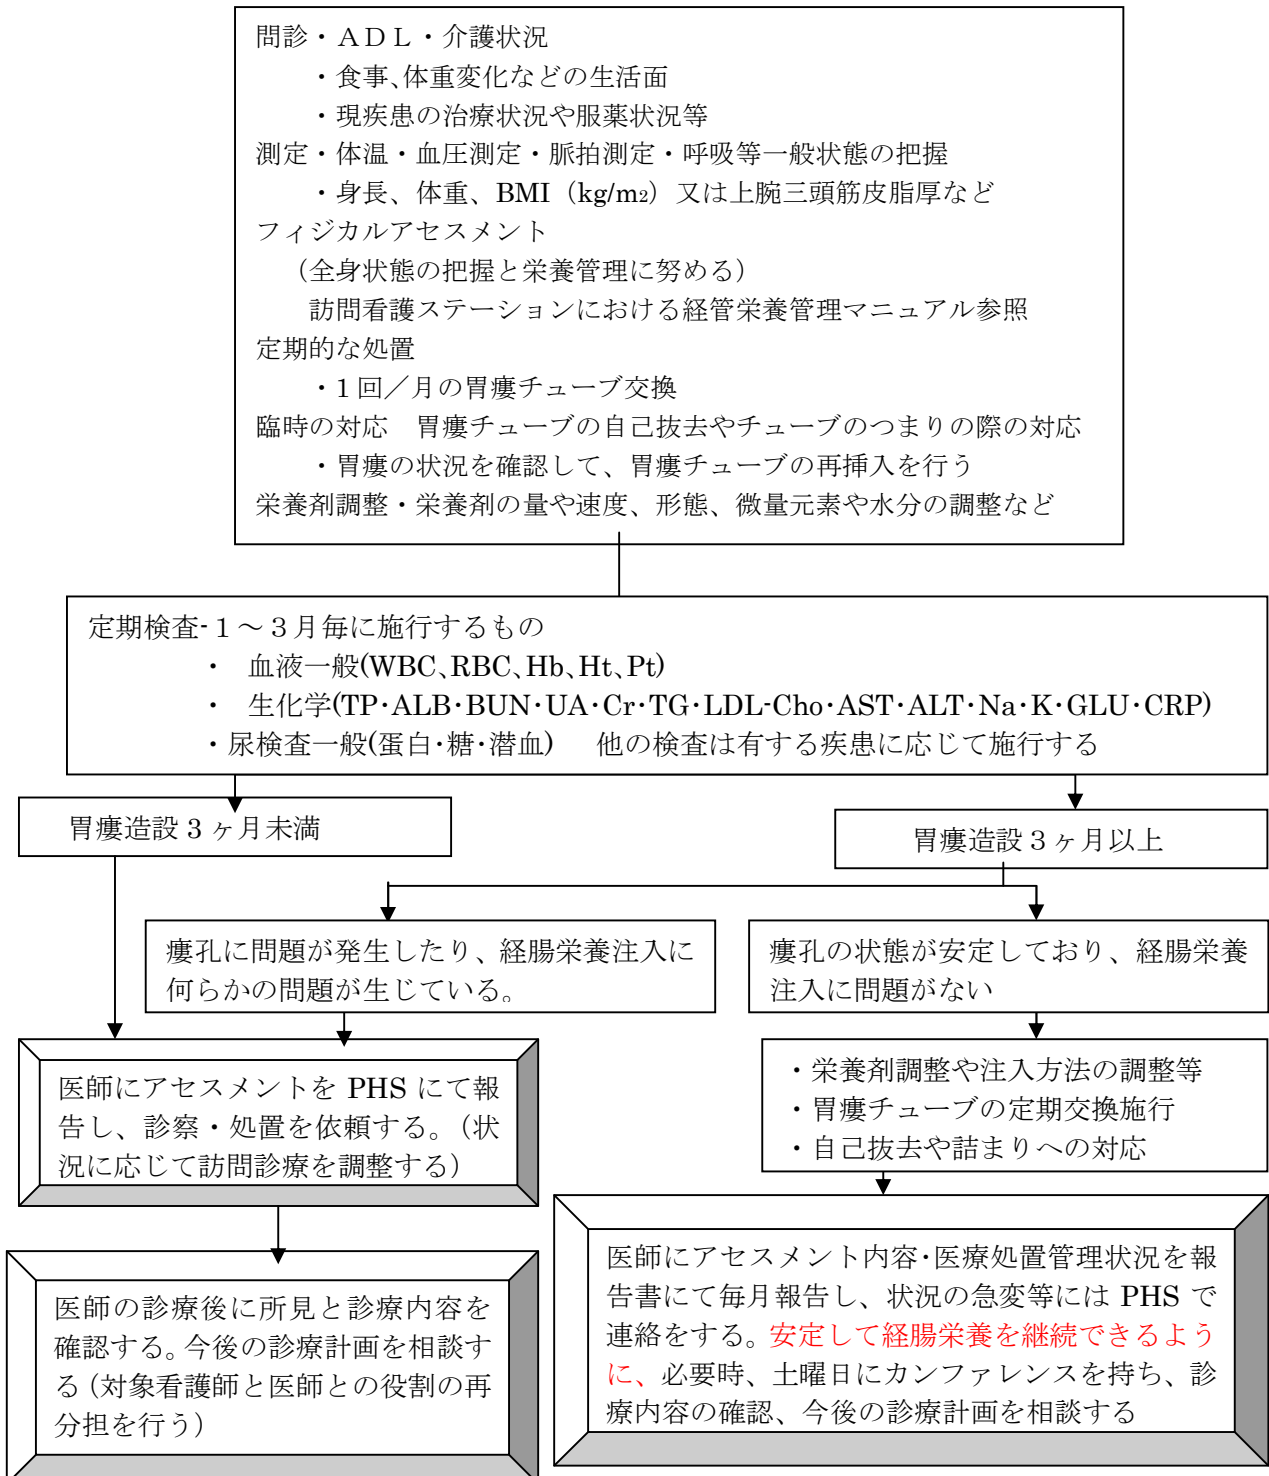 問診・ADL・介護状況
・食事、体重変化などの生活面
・現疾患の治療状況や服薬状況等
測定・体温・血圧測定・脈拍測定・呼吸等一般状態の把握
・身長、体重、BMI（kg/m2）又は上腕三頭筋皮脂厚など
フィジカルアセスメント
（全身状態の把握と栄養管理に努める）
訪問看護ステーションにおける経管栄養管理マニュアル参照
定期的な処置
・1回／月の胃瘻チューブ交換
臨時の対応　胃瘻チューブの自己抜去やチューブのつまりの際の対応
・胃瘻の状況を確認して、胃瘻チューブの再挿入を行う
栄養剤調整・栄養剤の量や速度、形態、微量元素や水分の調整など
定期検査-１～３月毎に施行するもの
・　血液一般(WBC、RBC、Hb、Ht、Pt)
・　生化学(TP・ALB・BUN・UA・Cr・TG・LDL-Cho・AST・ALT・Na・K・GLU・CRP)
・尿検査一般(蛋白・糖・潜血)　他の検査は有する疾患に応じて施行する
胃瘻造設3ヶ月未満
胃瘻造設3ヶ月以上
瘻孔に問題が発生したり、経腸栄養注入に
何らかの問題が生じている。
瘻孔の状態が安定しており、経腸栄養
注入に問題がない
医師にアセスメントを PHS にて報
告し、診察・処置を依頼する。（状
況に応じて訪問診療を調整する）
・栄養剤調整や注入方法の調整等
・胃瘻チューブの定期交換施行
・自己抜去や詰まりへの対応
医師の診療後に所見と診療内容を
確認する。今後の診療計画を相談す
る（対象看護師と医師との役割の再
分担を行う）
医師にアセスメント内容・医療処置管理状況を報
告書にて毎月報告し、状況の急変等には PHS で
連絡をする。安定して経腸栄養を継続できるよう
に、必要時、土曜日にカンファレンスを持ち、診
療内容の確認、今後の診療計画を相談する